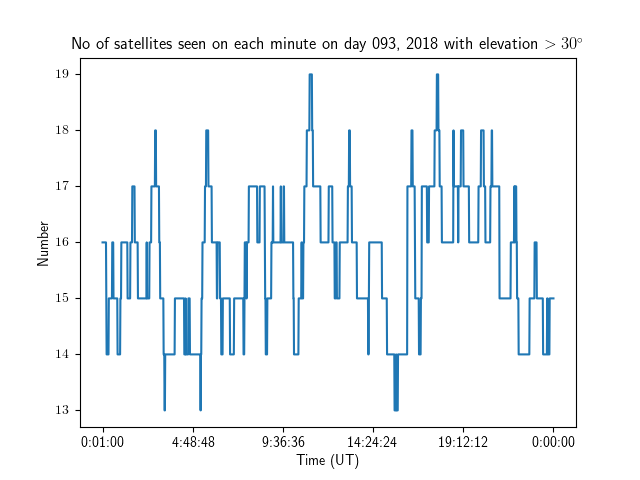 No of satellites seen on each minute on day 093, 2018 with elevation > 30°
19
18
17
16
15
14
13
Number
0:01:00 4:48:48 9:36:36 14:24:24 19:12:12 0:00:00
Time (UT)